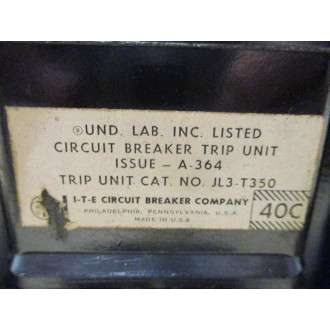 ®UND. LAB. INC. LISTED
CIRCUIT BREAKER TRIP UNIT
ISSUE – A-364
TRIP UNIT CAT. NO. JL3-T350
I-T-E CIRCUIT BREAKER COMPANY
PHILADELPHIA, PENNSYLVANIA, U.S.A.
MADE IN U.S.A.
40C